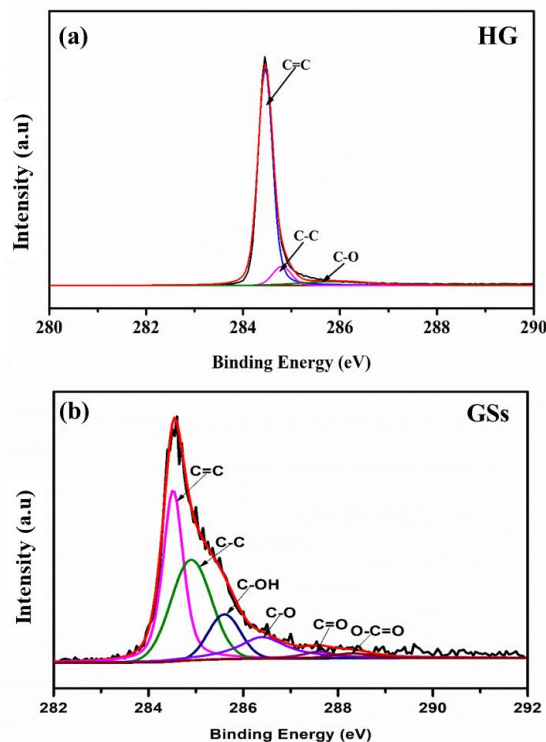 (a)
HG
C=C
C-C
C-O
Intensity (a.u)
280 282 284 286 288 290
Binding Energy (eV)
(b)
GSs
C=C
C-C
C-OH
C-O
C=O
O-C=O
Intensity (a.u)
282 284 286 288 290 292
Binding Energy (eV)